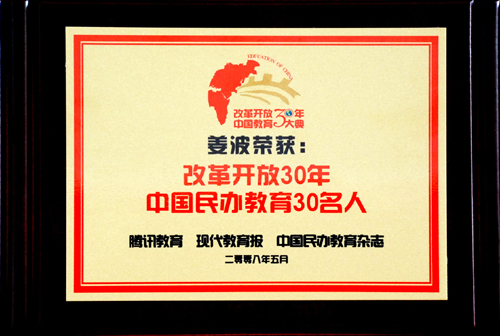 EDUCATION OF CHINA
改革开放30年
中国教育大典
姜波荣获：
改革开放30年
中国民办教育30名人
腾讯教育 现代教育报 中国民办教育杂志
二零零八年五月